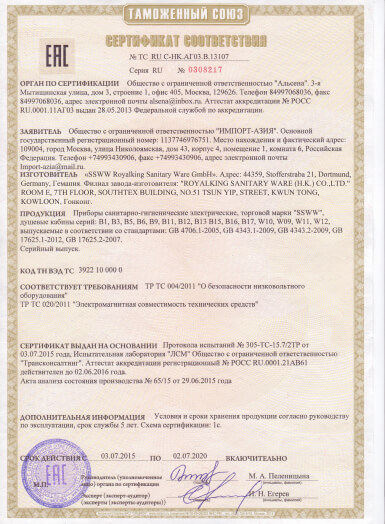 ТАМОЖЕННЫЙ СОЮЗ
СЕРТИФИКАТ СООТВЕТСТВИЯ
EAC
№ ТС RU C-HK.АГ03.В.13107
Серия RU № 0308217
ОРГАН ПО СЕРТИФИКАЦИИ Общество с ограниченной ответственностью "Альсена". 3-я
Мытищинская улица, дом 3, строение 1, офис 405, Москва, 129626. Телефон 84997068036, факс
84997068036, адрес электронной почты alsena@inbox.ru. Аттестат аккредитации № РОСС
RU.0001.11АГ03 выдан 28.05.2013 Федеральной службой по аккредитации.
ЗАЯВИТЕЛЬ Общество с ограниченной ответственностью "ИМПОРТ-АЗИЯ". Основной
государственный регистрационный номер: 1137746976751. Место нахождения и фактический адрес:
109004, город Москва, улица Николоямская, дом 43, корпус 4, помещение 1, комната 6, Российская
Федерация. Телефон +74993430906, факс +74993430906, адрес электронной почты
Import-azia@mail.ru
ИЗГОТОВИТЕЛЬ «SSWW Royalking Sanitary Ware GmbH». Адрес: 44359, Stofferstraba 21, Dortmund,
Germany, Германия. Филиал завода-изготовителя: "ROYALKING SANITARY WARE (H.K.) CO.,LTD."
ROOM E, 7TH FLOOR, SOUTHTEX BUILDING, NO.51 TSUN YIP, STREET, KWUN TONG,
KOWLOON, Гонконг.
ПРОДУКЦИЯ Приборы санитарно-гигиенические электрические, торговой марки "SSWW",
душевые кабины серий: B1, B3, B5, B6, B9, B11, B12, B13 B15, B16, B17, W10, W09, W11, W12,
выпускаемые в соответствии со стандартами: GB 4706.1-2005, GB 4343.1-2009, GB 4343.2-2009, GB
17625.1-2012, GB 17625.2-2007.
Серийный выпуск.
КОД ТН ВЭД ТС 3922 10 000 0
СООТВЕТСТВУЕТ ТРЕБОВАНИЯМ ТР ТС 004/2011 "О безопасности низковольтного
оборудования"
ТР ТС 020/2011 "Электромагнитная совместимость технических средств"
СЕРТИФИКАТ ВЫДАН НА ОСНОВАНИИ Протокола испытаний № 305-ТС-15.7/2ТР от
03.07.2015 года, Испытательная лаборатория "ЛСМ" Общество с ограниченной ответственностью
"Трансконсалтинг". Аттестат аккредитации № РОСС RU.0001.21АВ61
действителен до 02.06.2016
Акта анализа состояния производства № 65/15 от 29.06.2015 года
ДОПОЛНИТЕЛЬНАЯ ИНФОРМАЦИЯ Условия и сроки хранения продукции согласно руководству
по эксплуатации, срок службы 5 лет. Схема сертификации: 1с.
СРОК ДЕЙСТВИЯ С 03.07.2015 ПО 02.07.2020 ВКЛЮЧИТЕЛЬНО
М.П.
Руководитель (уполномоченное
лицо) органа по сертификации
М. А. Пеленицына
Эксперт (эксперт-аудитор)
(эксперты (эксперты-аудиторы))
Н. Егерев